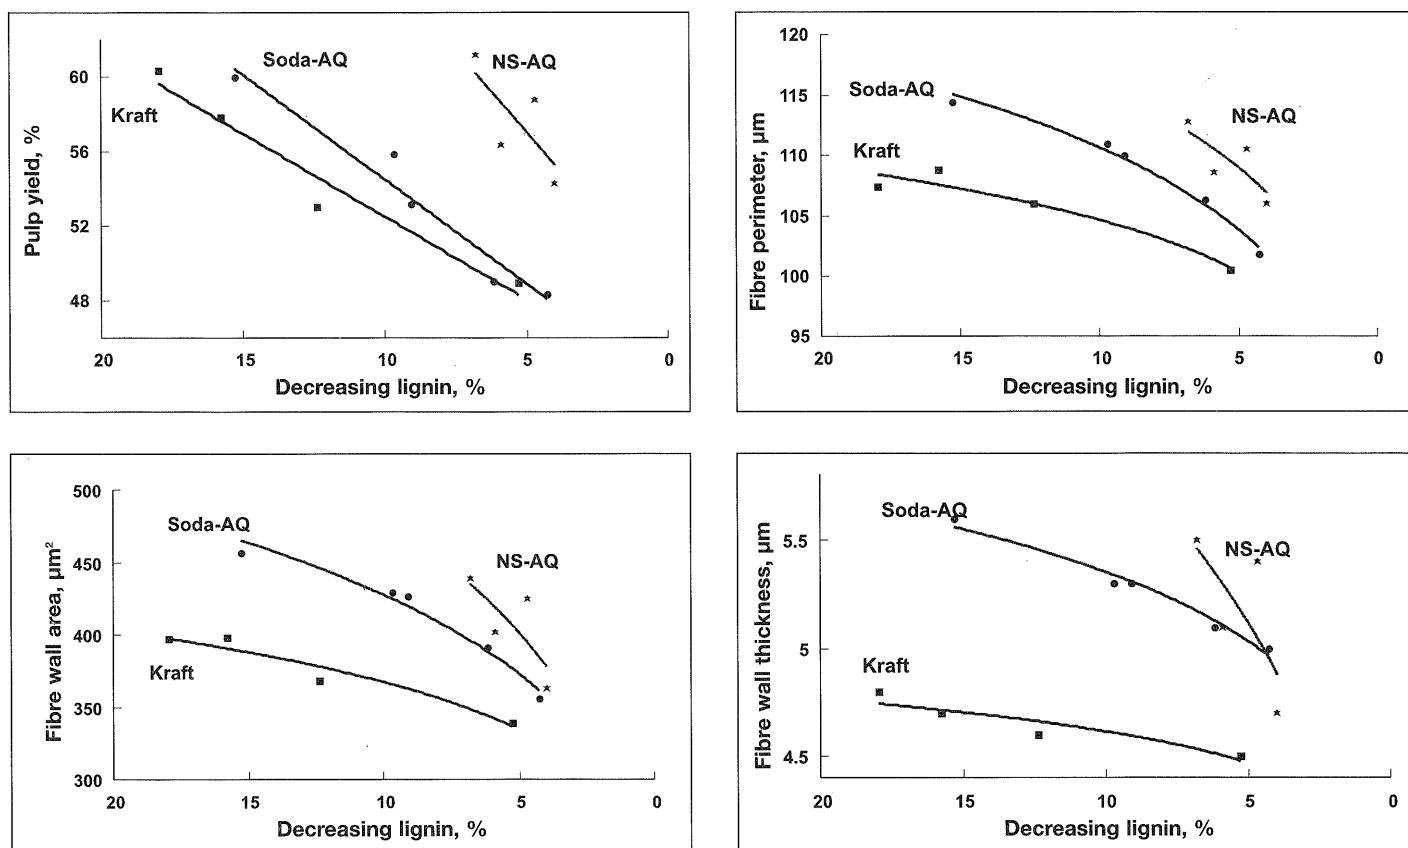 Soda-AQ
NS-AQ
Kraft
Pulp yield, %
60
56
52
48
20
15
10
5
0
Decreasing lignin, %
120
115
110
105
100
95
Soda-AQ
Kraft
NS-AQ
Fibre perimeter, µm
20
15
10
5
0
Decreasing lignin, %
500
450
400
350
300
Soda-AQ
NS-AQ
Kraft
Fibre wall area, µm²
20
15
10
5
0
Decreasing lignin, %
Soda-AQ
NS-AQ
Kraft
5.5
5
4.5
Fibre wall thickness, µm
20
15
10
5
0
Decreasing lignin, %